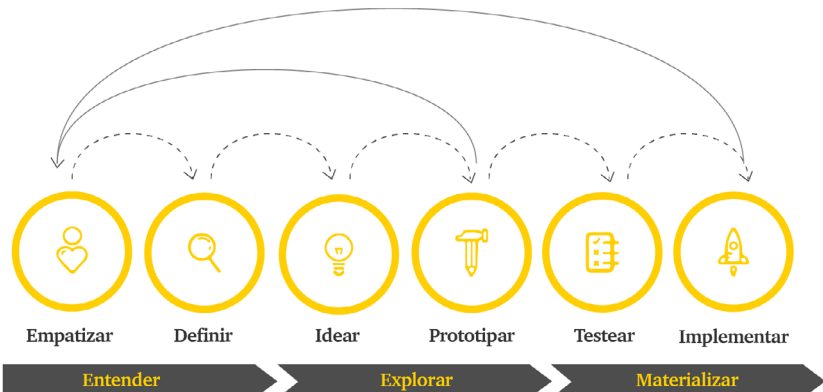 Empatizar
Definir
Idear
Prototipar
Testear
Implementar
Entender
Explorar
Materializar